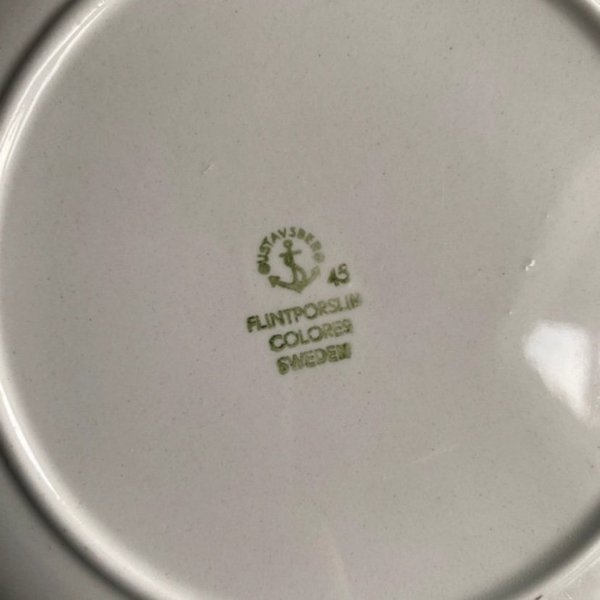 GUSTAVSBERG
45
FLINTPORSLIN
COLORER
SWEDEN